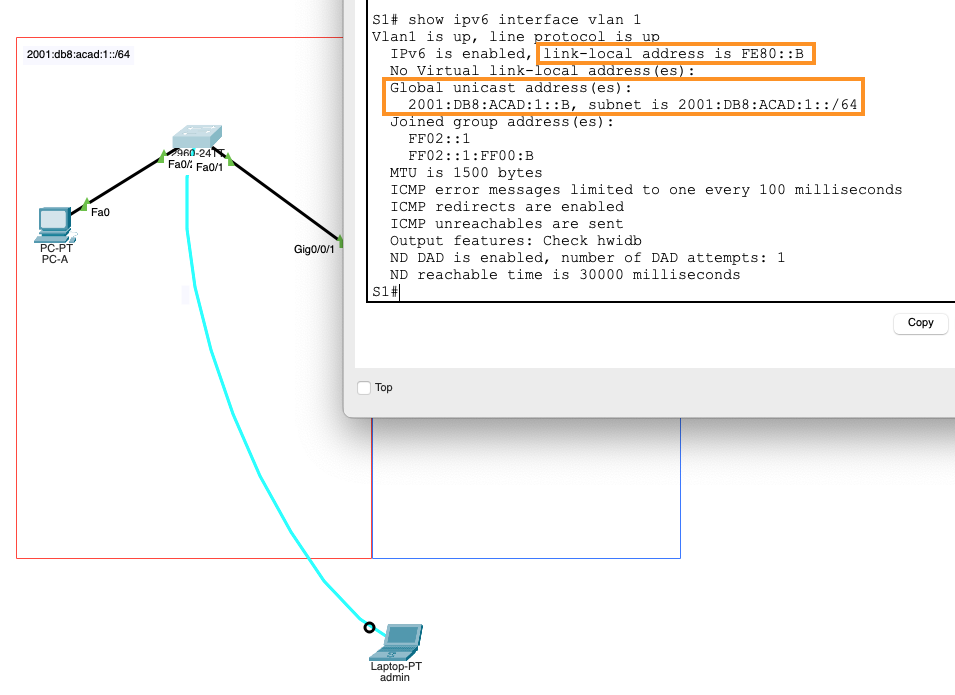 S1# show ipv6 interface vlan 1
Vlan1 is up, line protocol is up
IPv6 is enabled, link-local address is FE80::B
No Virtual link-local address(es):
Global unicast address(es):
2001:DB8:ACAD:1::B, subnet is 2001:DB8:ACAD:1::/64
Joined group address(es):
FF02::1
FF02::1:FF00:B
MTU is 1500 bytes
ICMP error messages limited to one every 100 milliseconds
ICMP redirects are enabled
ICMP unreachables are sent
Output features: Check hwidb
ND DAD is enabled, number of DAD attempts: 1
ND reachable time is 30000 milliseconds
S1#
Copy
Top
2001:db8:acad:1::/64
Fa0/1
Fa0
PC-PT
PC-A
Gig0/0/1
Laptop-PT
admin